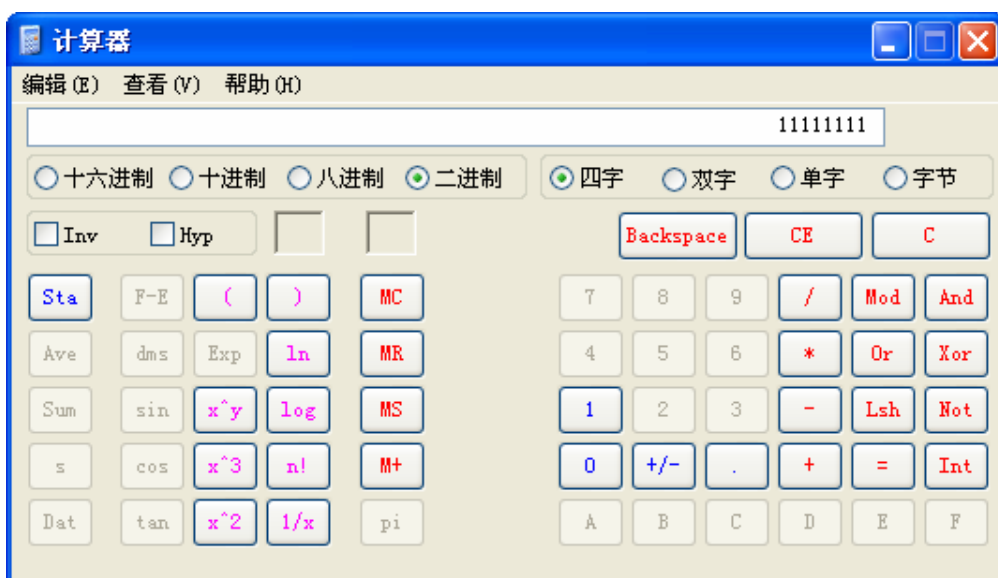 计算器
编辑(E) 查看(V) 帮助(H)
11111111
十六进制 十进制 八进制 二进制 四字 双字 单字 字节
Inv Hyp Backspace CE C
Sta F-E ( ) MC 7 8 9 / Mod And
Ave dms Exp ln MR 4 5 6 * Or Xor
Sum sin x^y log MS 1 2 3 - Lsh Not
s cos x^3 n! M+ 0 +/- . + = Int
Dat tan x^2 1/x pi A B C D E F